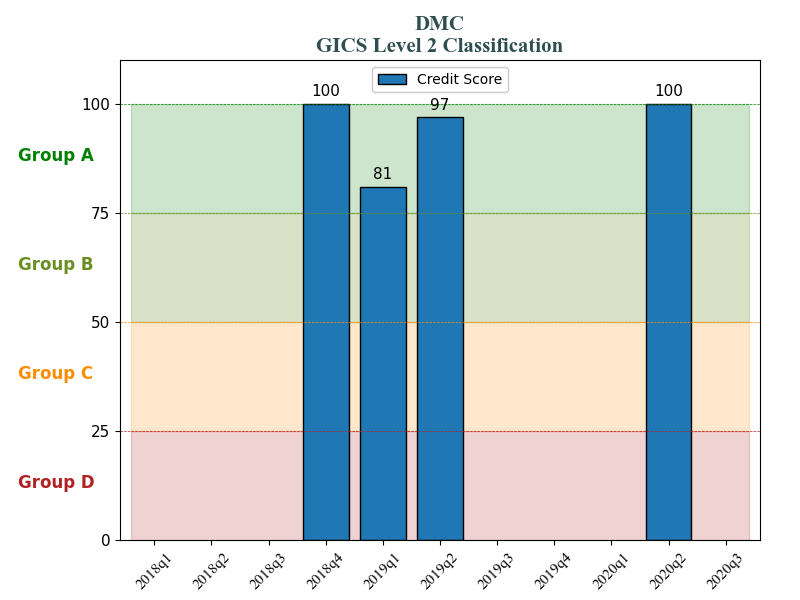 DMC
GICS Level 2 Classification
Credit Score
100
81
97
100
100
75
50
25
0
Group A
Group B
Group C
Group D
2018q1
2018q2
2018q3
2018q4
2019q1
2019q2
2019q3
2019q4
2020q1
2020q2
2020q3